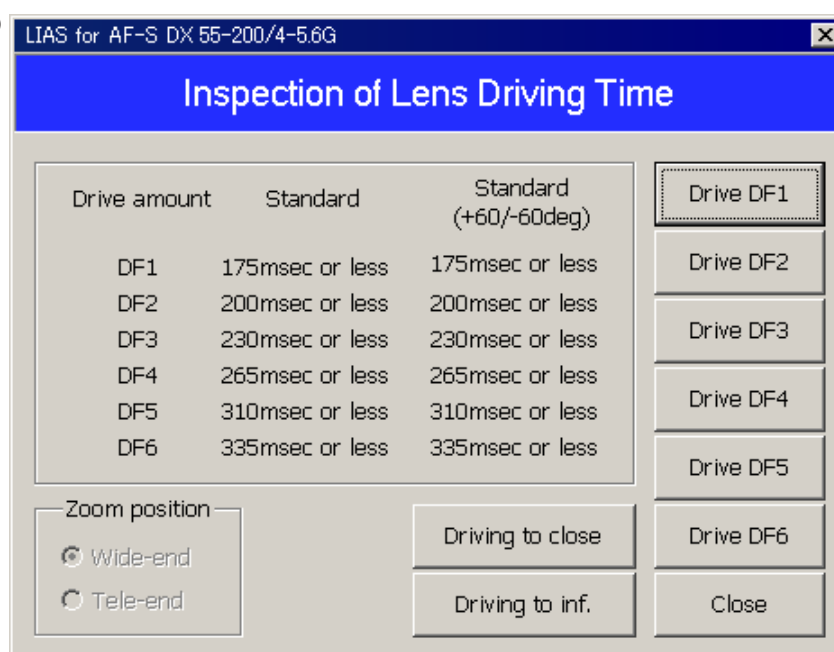 LIAS for AF-S DX 55-200/4-5.6G
Inspection of Lens Driving Time
Drive amount Standard Standard
(+60/-60deg)
DF1 175msec or less 175msec or less
DF2 200msec or less 200msec or less
DF3 230msec or less 230msec or less
DF4 265msec or less 265msec or less
DF5 310msec or less 310msec or less
DF6 335msec or less 335msec or less
Drive DF1
Drive DF2
Drive DF3
Drive DF4
Drive DF5
Drive DF6
Zoom position
Wide-end
Tele-end
Driving to close
Driving to inf.
Close